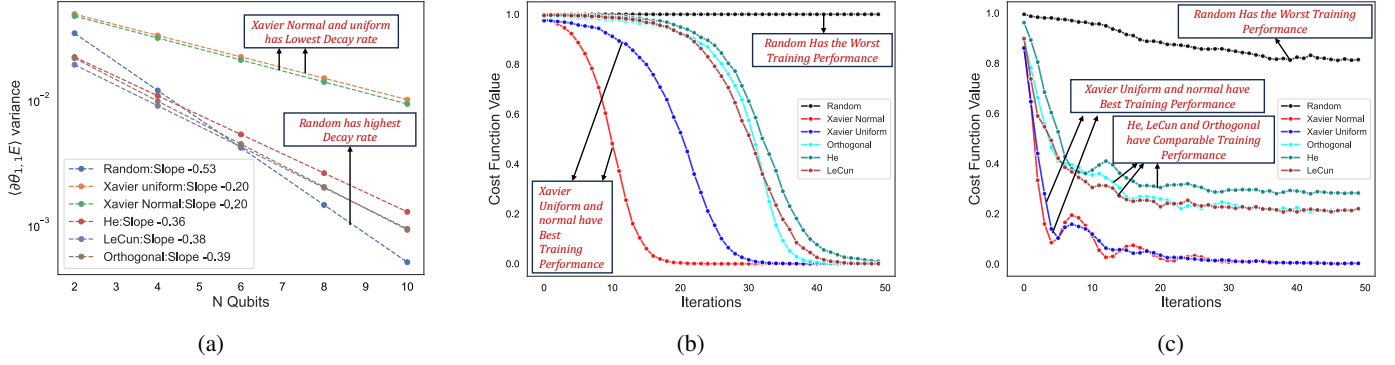 Xavier Normal and uniform
has Lowest Decay rate
Random has highest
Decay rate
⟨∂θ1,1E⟩ variance
10−2
10−3
Random:Slope -0.53
Xavier uniform:Slope -0.20
Xavier Normal:Slope -0.20
He:Slope -0.36
LeCun:Slope -0.38
Orthogonal:Slope -0.39
2 3 4 5 6 7 8 9 10
N Qubits
(a)
Cost Function Value
1.0
0.8
0.6
0.4
0.2
0.0
Random Has the Worst
Training Performance
Random
Xavier Normal
Xavier Uniform
Orthogonal
He
LeCun
Xavier
Uniform and
normal have
Best
Training
Performance
0 10 20 30 40 50
Iterations
(b)
Cost Function Value
1.0
0.8
0.6
0.4
0.2
0.0
Random Has the Worst Training
Performance
Xavier Uniform and normal have
Best Training Performance
He, LeCun and Orthogonal
have Comparable Training
Performance
Random
Xavier Normal
Xavier Uniform
Orthogonal
He
LeCun
0 10 20 30 40 50
Iterations
(c)